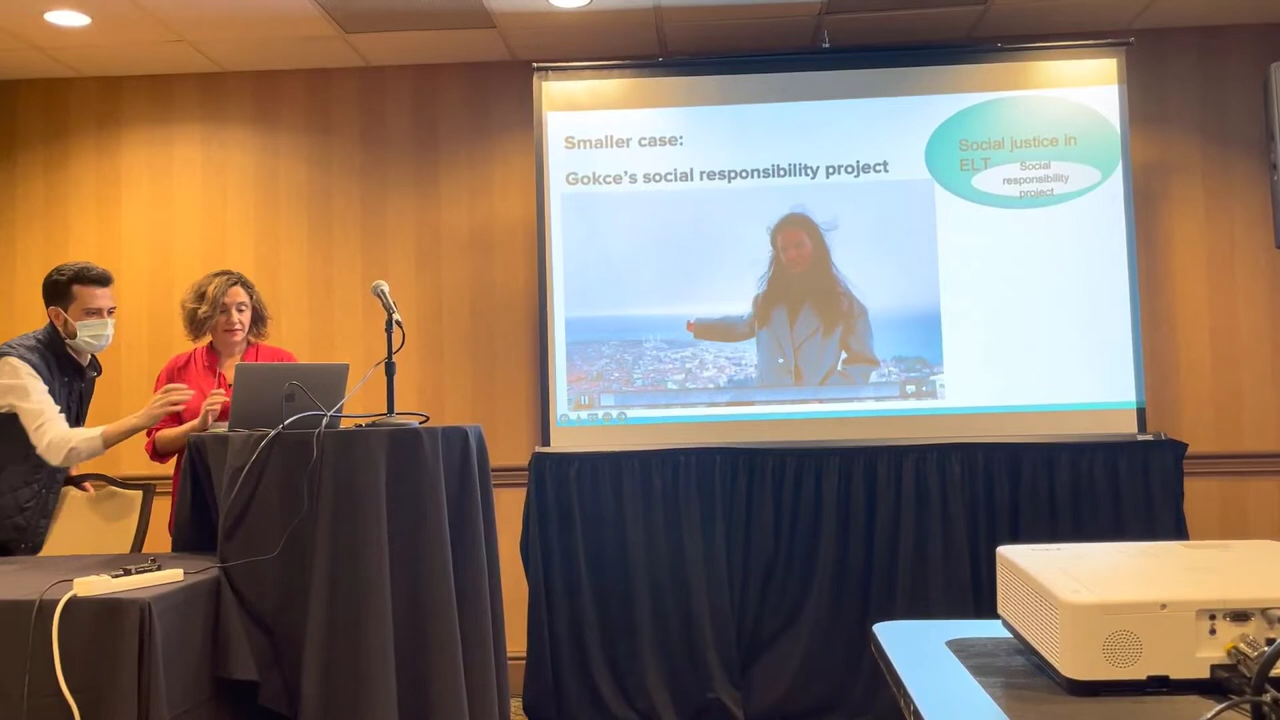 Smaller case:
Gokce's social responsibility project
Social justice in
ELT
Social
responsibility
project